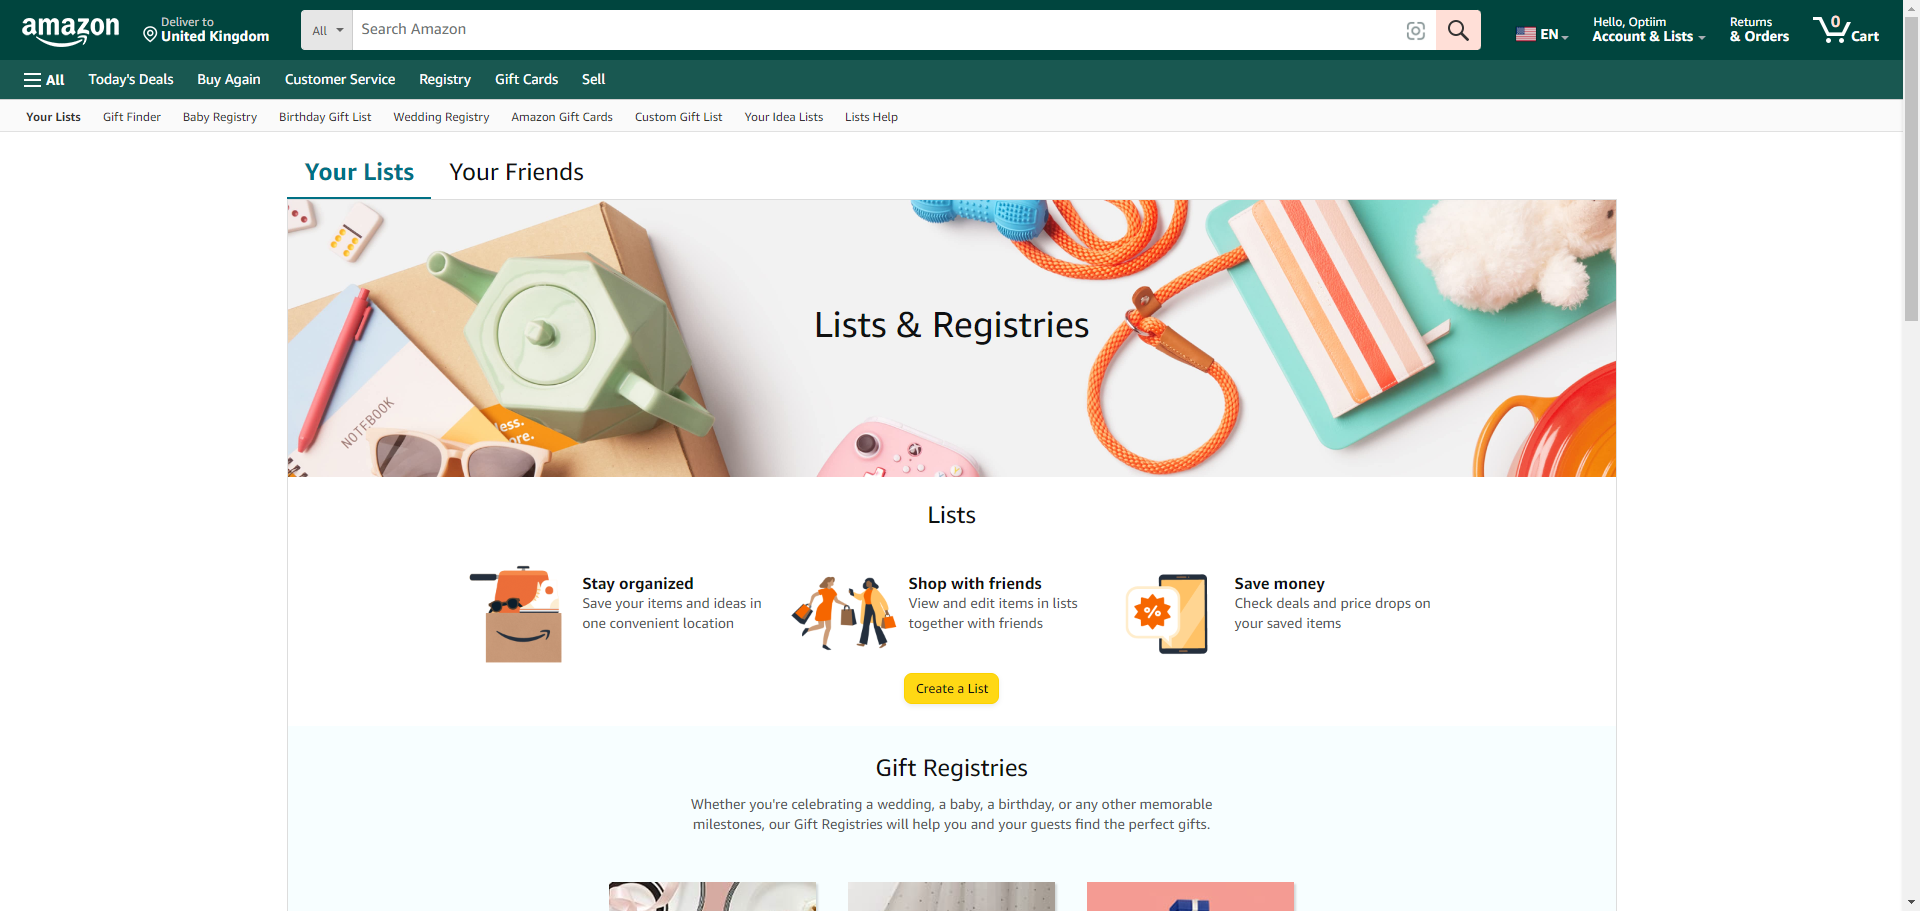 amazon
Deliver to
United Kingdom
All
Search Amazon
EN
Hello, Optiim
Account & Lists
Returns
& Orders
0
Cart
All
Today's Deals
Buy Again
Customer Service
Registry
Gift Cards
Sell
Your Lists
Gift Finder
Baby Registry
Birthday Gift List
Wedding Registry
Amazon Gift Cards
Custom Gift List
Your Idea Lists
Lists Help
Your Lists
Your Friends
Lists & Registries
NOTEBOOK
less.
ore.
Lists
Stay organized
Save your items and ideas in
one convenient location
Shop with friends
View and edit items in lists
together with friends
%
Save money
Check deals and price drops on
your saved items
Create a List
Gift Registries
Whether you're celebrating a wedding, a baby, a birthday, or any other memorable
milestones, our Gift Registries will help you and your guests find the perfect gifts.